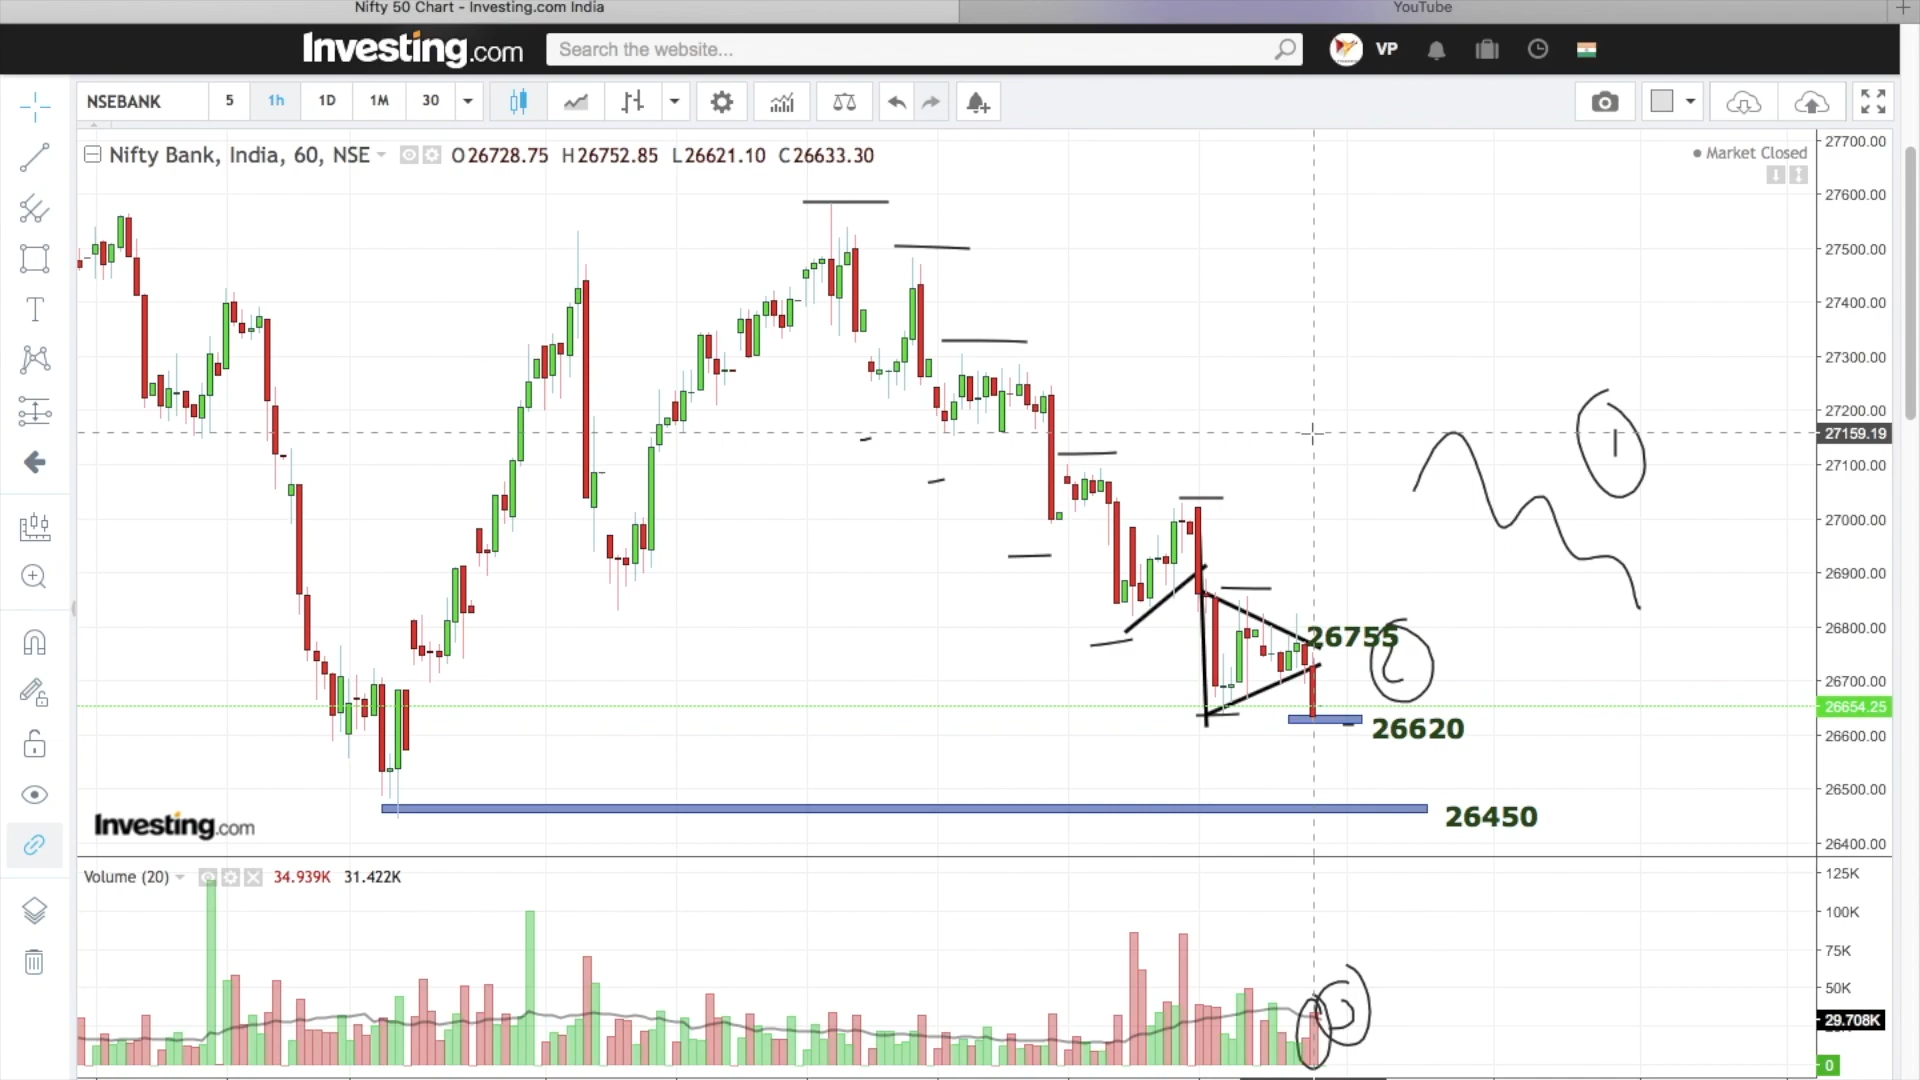 Nifty 50 Chart - Investing.com India
YouTube
Investing.com
Search the website...
VP
NSEBANK
5
1h
1D
1M
30
Nifty Bank, India, 60, NSE
O26728.75 H26752.85 L26621.10 C26633.30
Market Closed
27700.00
27600.00
27500.00
27400.00
27300.00
27200.00
27159.19
27100.00
27000.00
26900.00
26800.00
26700.00
26654.25
26600.00
26500.00
26400.00
1
26755
2
26620
26450
Investing.com
Volume (20)
34.939K 31.422K
125K
100K
75K
50K
29.708K
0